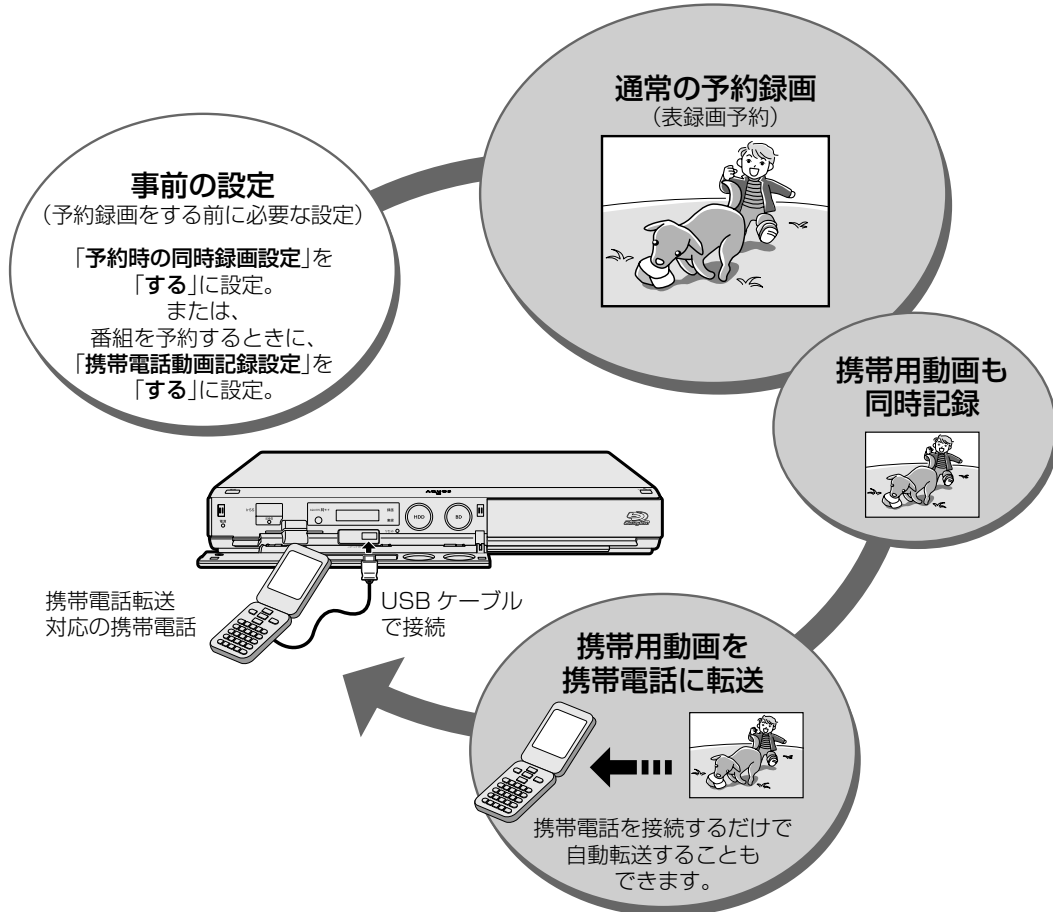 通常の予約録画
（表録画予約）
事前の設定
（予約録画をする前に必要な設定）
「予約時の同時録画設定」を
「する」に設定。
または、
番組を予約するときに、
「携帯電話動画記録設定」を
「する」に設定。
携帯用動画も
同時記録
HDD
BD
携帯電話転送
対応の携帯電話
USB ケーブル
で接続
携帯用動画を
携帯電話に転送
携帯電話を接続するだけで
自動転送することも
できます。